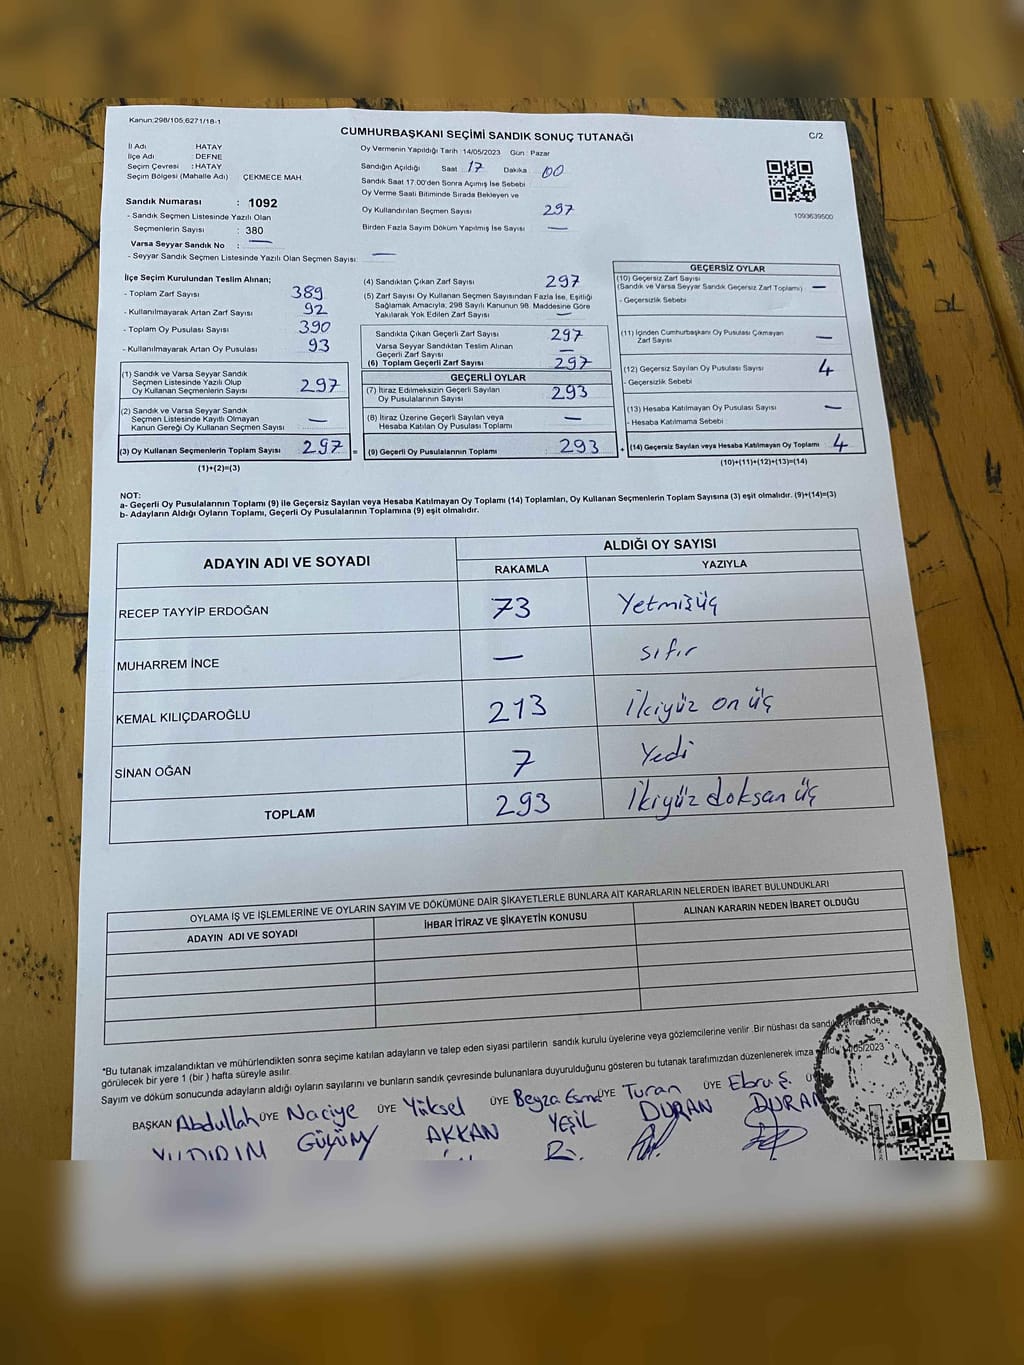 Kanun:298/105,6271/18-1
CUMHURBAŞKANI SEÇİMİ SANDIK SONUÇ TUTANAĞI
C/2
İl Adı : HATAY
İlçe Adı : DEFNE
Seçim Çevresi : HATAY
Seçim Bölgesi (Mahalle Adı) ÇEKMECE MAH.
Sandık Numarası : 1092
- Sandık Seçmen Listesinde Yazılı Olan
Seçmenlerin Sayısı : 380
Varsa Seyyar Sandık No : —
- Seyyar Sandık Seçmen Listesinde Yazılı Olan Seçmen Sayısı: —
Oy Vermenin Yapıldığı Tarih :14/05/2023 Gün : Pazar
Sandığın Açıldığı Saat 17 Dakika 00
Sandık Saat 17:00'den Sonra Açımış İse Sebebi
Oy Verme Saati Bitiminde Sırada Bekleyen ve
Oy Kullandırılan Seçmen Sayısı 297
Birden Fazla Sayım Döküm Yapılmış İse Sayısı —
1093639500
İlçe Seçim Kurulundan Teslim Alınan;
- Toplam Zarf Sayısı 389
- Kullanılmayarak Artan Zarf Sayısı 92
- Toplam Oy Pusulası Sayısı 390
- Kullanılmayarak Artan Oy Pusulası 93
(1) Sandık ve Varsa Seyyar Sandık
Seçmen Listesinde Yazılı Olup
Oy Kullanan Seçmenlerin Sayısı 297
(2) Sandık ve Varsa Seyyar Sandık
Seçmen Listesinde Kayıtlı Olmayan
Kanun Gereği Oy Kullanan Seçmen Sayısı —
(3) Oy Kullanan Seçmenlerin Toplam Sayısı 297 =
(1)+(2)=(3)
(4) Sandıktan Çıkan Zarf Sayısı 297
(5) Zarf Sayısı Oy Kullanan Seçmen Sayısından Fazla İse, Eşitliği
Sağlamak Amacıyla; 298 Sayılı Kanunun 98. Maddesine Göre
Yakılarak Yok Edilen Zarf Sayısı —
Sandıkta Çıkan Geçerli Zarf Sayısı 297
Varsa Seyyar Sandıktan Teslim Alınan
Geçerli Zarf Sayısı —
(6) Toplam Geçerli Zarf Sayısı 297
GEÇERLİ OYLAR
(7) İtiraz Edilmeksizin Geçerli Sayılan
Oy Pusulalarının Sayısı 293
(8) İtiraz Üzerine Geçerli Sayılan veya
Hesaba Katılan Oy Pusulası Toplamı —
(9) Geçerli Oy Pusulalarının Toplamı 293 +
GEÇERSİZ OYLAR
(10) Geçersiz Zarf Sayısı
(Sandık ve Varsa Seyyar Sandık Geçersiz Zarf Toplamı) —
- Geçersizlik Sebebi
(11) İçinden Cumhurbaşkanı Oy Pusulası Çıkmayan
Zarf Sayısı —
(12) Geçersiz Sayılan Oy Pusulası Sayısı 4
- Geçersizlik Sebebi
(13) Hesaba Katılmayan Oy Pusulası Sayısı —
- Hesaba Katılmama Sebebi
(14) Geçersiz Sayılan veya Hesaba Katılmayan Oy Toplamı 4
(10)+(11)+(12)+(13)=(14)
NOT:
a- Geçerli Oy Pusulalarının Toplamı (9) ile Geçersiz Sayılan veya Hesaba Katılmayan Oy Toplamı (14) Toplamları, Oy Kullanan Seçmenlerin Toplam Sayısına (3) eşit olmalıdır. (9)+(14)=(3)
b- Adayların Aldığı Oyların Toplamı, Geçerli Oy Pusulalarının Toplamına (9) eşit olmalıdır.
ADAYIN ADI VE SOYADI
ALDIĞI OY SAYISI
RAKAMLA YAZIYLA
RECEP TAYYİP ERDOĞAN 73 Yetmişüç
MUHARREM İNCE — sıfır
KEMAL KILIÇDAROĞLU 213 İkiyüz on üç
SİNAN OĞAN 7 Yedi
TOPLAM 293 İkiyüz doksan üç
OYLAMA İŞ VE İŞLEMLERİNE VE OYLARIN SAYIM VE DÖKÜMÜNE DAİR ŞİKAYETLERLE BUNLARA AİT KARARLARIN NELERDEN İBARET BULUNDUKLARI
ADAYIN ADI VE SOYADI İHBAR İTİRAZ VE ŞİKAYETİN KONUSU ALINAN KARARIN NEDEN İBARET OLDUĞU
*Bu tutanak imzalandıktan ve mühürlendikten sonra seçime katılan adayların ve talep eden siyasi partilerin sandık kurulu üyelerine veya gözlemcilerine verilir .Bir nüshası da sandık çevresinde
görülecek bir yere 1 (bir ) hafta süreyle asılır.
Sayım ve döküm sonucunda adayların aldığı oyların sayılarını ve bunların sandık çevresinde bulunanlara duyurulduğunu gösteren bu tutanak tarafımızdan düzenlenerek imza 14/05/2023
BAŞKAN Abdullah ÜYE Naciye ÜYE Yüksel ÜYE Beyza Esma ÜYE Turan ÜYE Ebru Ş.
YILDIRIM GÜÇÜM AKKAN YEŞİL DURAN DURAN